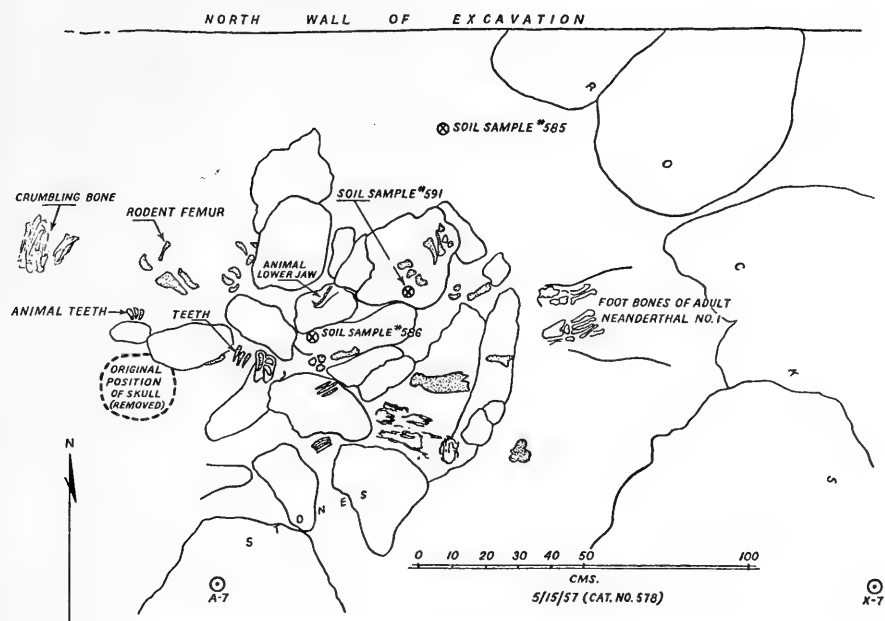 NORTH WALL OF EXCAVATION
R
⊗ SOIL SAMPLE #585
O
CRUMBLING BONE
SOIL SAMPLE #591
RODENT FEMUR
ANIMAL
LOWER JAW
C
ANIMAL TEETH
TEETH
⊗ SOIL SAMPLE #586
FOOT BONES OF ADULT
NEANDERTHAL NO. 1
ORIGINAL
POSITION
OF SKULL
(REMOVED)
K
N
S
STONES
0 10 20 30 40 50 100
CMS.
5/15/57 (CAT. NO. 578)
A-7
X-7